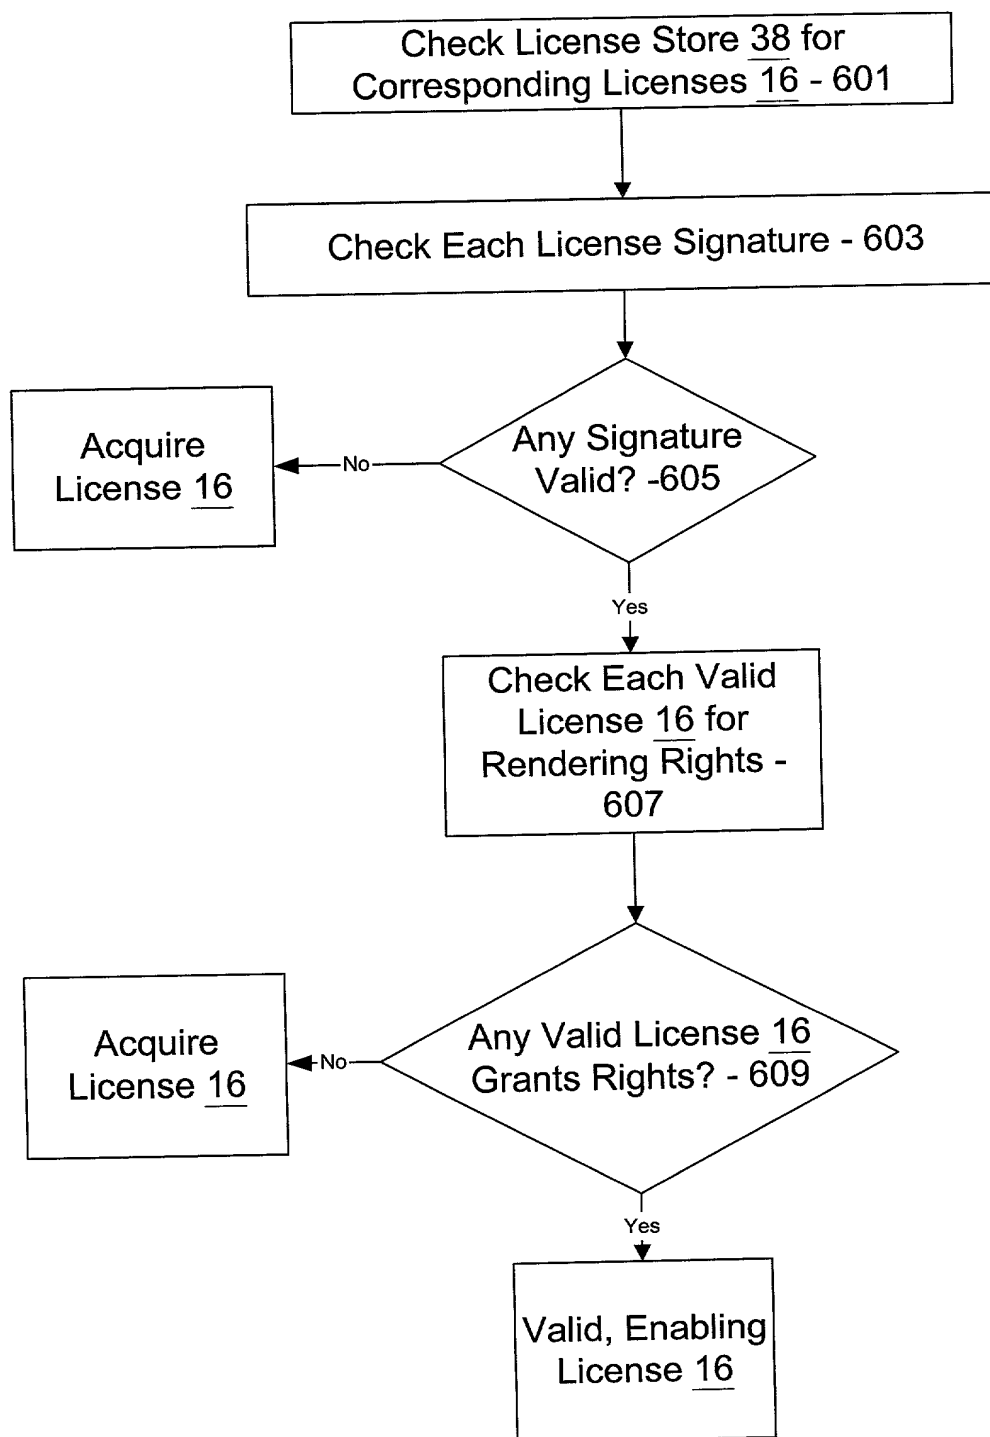 Check License Store 38 for
Corresponding Licenses 16 - 601
Check Each License Signature - 603
Any Signature
Valid? -605
No
Acquire
License 16
Yes
Check Each Valid
License 16 for
Rendering Rights -
607
Any Valid License 16
Grants Rights? - 609
No
Acquire
License 16
Yes
Valid, Enabling
License 16